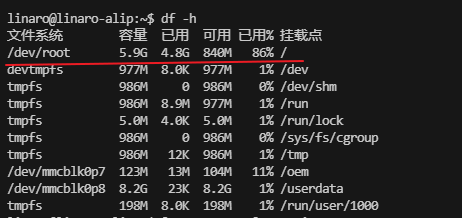 linaro@linaro-alip:~$ df -h
文件系统 容量 已用 可用 已用% 挂载点
/dev/root 5.9G 4.8G 840M 86% /
devtmpfs 977M 8.0K 977M 1% /dev
tmpfs 986M 0 986M 0% /dev/shm
tmpfs 986M 8.9M 977M 1% /run
tmpfs 5.0M 4.0K 5.0M 1% /run/lock
tmpfs 986M 0 986M 0% /sys/fs/cgroup
tmpfs 986M 12K 986M 1% /tmp
/dev/mmcblk0p7 123M 13M 104M 11% /oem
/dev/mmcblk0p8 8.2G 23K 8.2G 1% /userdata
tmpfs 198M 8.0K 198M 1% /run/user/1000